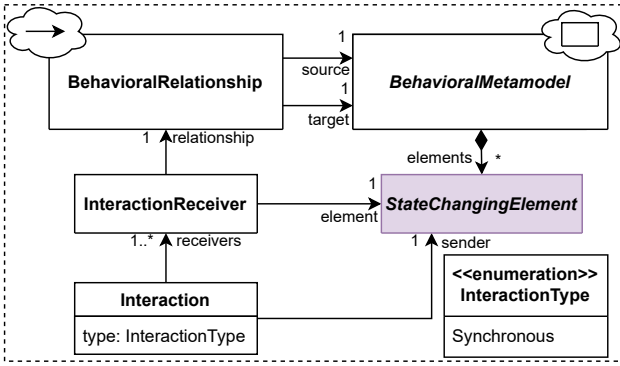 1
source
BehavioralRelationship
BehavioralMetamodel
1
target
1
relationship
elements
*
InteractionReceiver
1
element
StateChangingElement
1..*
receivers
1
sender
Interaction
type: InteractionType
<<enumeration>>
InteractionType
Synchronous